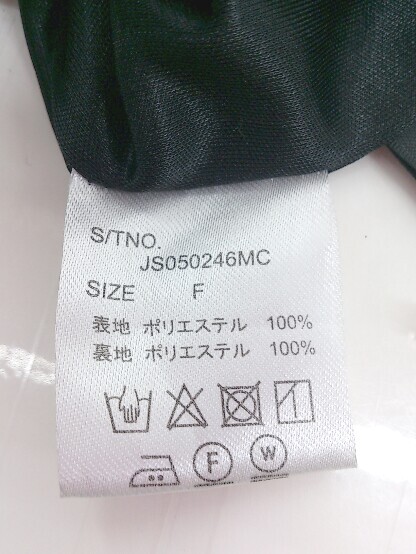 S/TNO.
JS050246MC
SIZE F
表地 ポリエステル 100%
裏地 ポリエステル 100%
F W